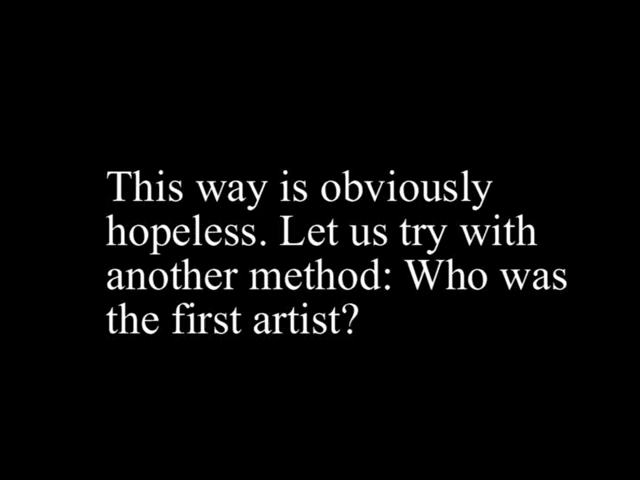 This way is obviously
hopeless. Let us try with
another method: Who was
the first artist?